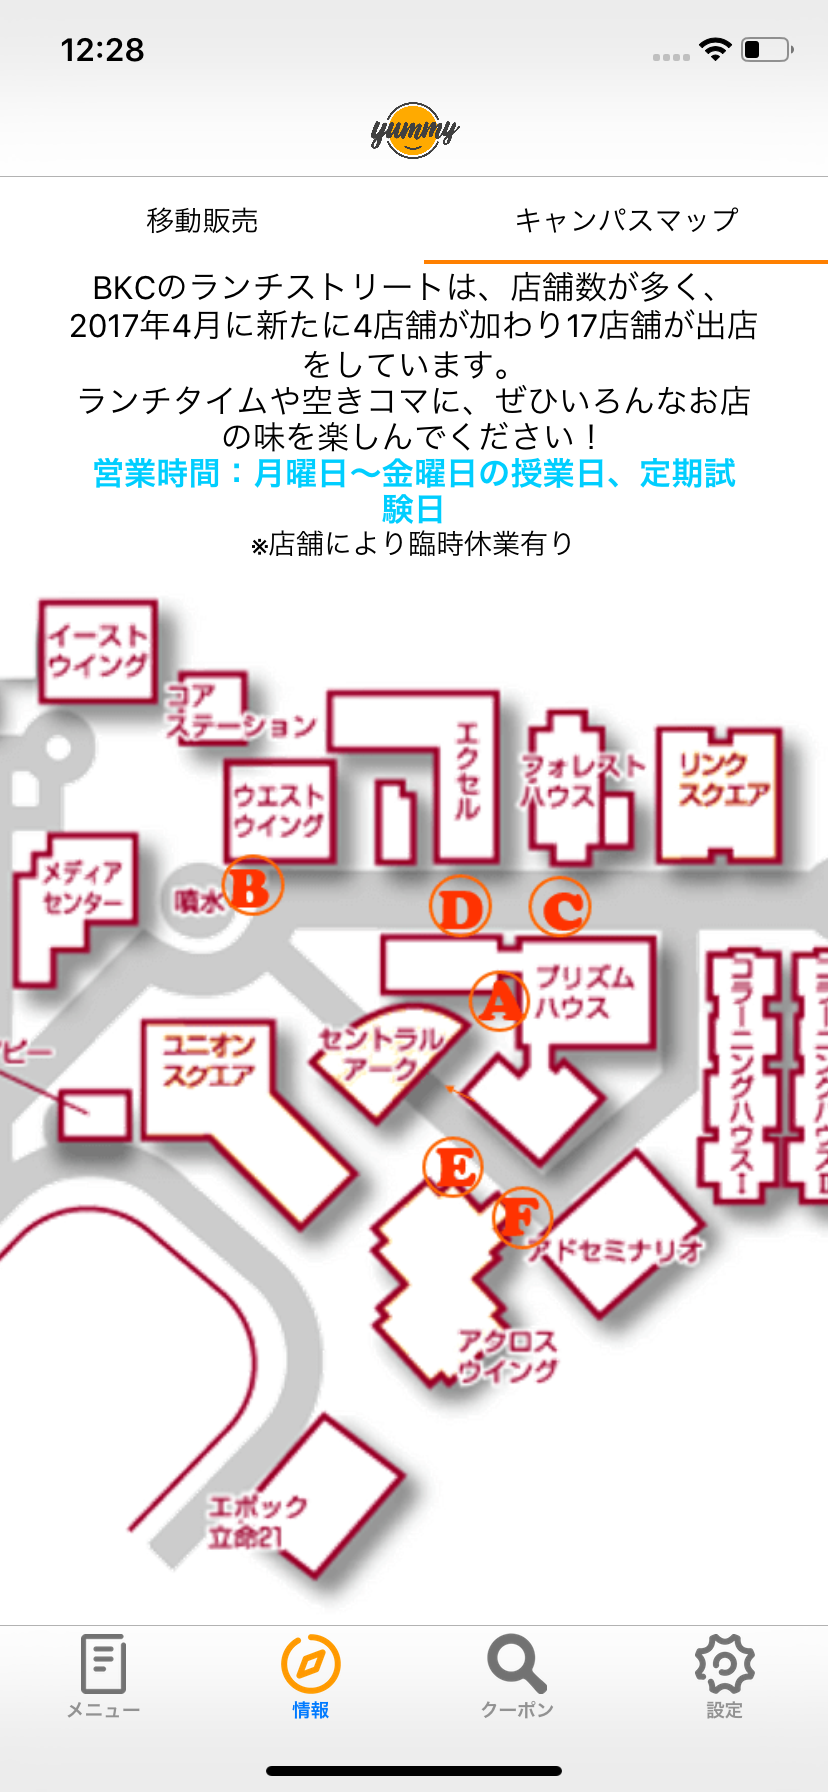 12:28
yummy
移動販売
キャンパスマップ
BKCのランチストリートは、店舗数が多く、
2017年4月に新たに4店舗が加わり17店舗が出店
をしています。
ランチタイムや空きコマに、ぜひいろんなお店
の味を楽しんでください！
営業時間：月曜日〜金曜日の授業日、定期試
験日
※店舗により臨時休業有り
イースト
ウイング
コア
ステーション
エクセル
フォレスト
ハウス
リンク
スクエア
ウエスト
ウイング
メディア
センター
噴水
B
D
C
A
プリズム
ハウス
セントラル
アーク
ユニオン
スクエア
ビー
コラーニングハウスⅠ
コラーニングハウスⅡ
E
F
アドセミナリオ
アクロス
ウイング
エポック
立命21
メニュー
情報
クーポン
設定